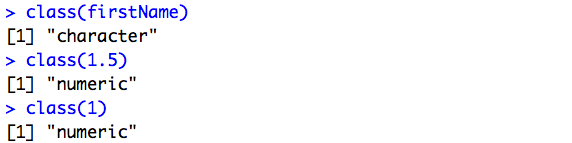 > class(firstName)
[1] "character"
> class(1.5)
[1] "numeric"
> class(1)
[1] "numeric"